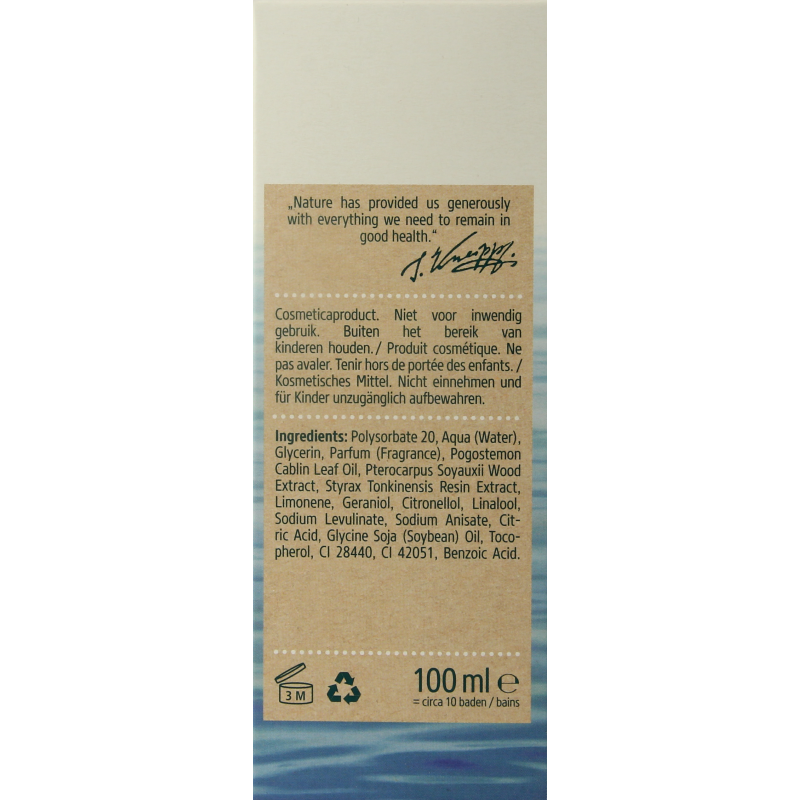 „Nature has provided us generously
with everything we need to remain in
good health.“
S. Kneipp.
Cosmeticaproduct. Niet voor inwendig
gebruik. Buiten het bereik van
kinderen houden. / Produit cosmétique. Ne
pas avaler. Tenir hors de portée des enfants. /
Kosmetisches Mittel. Nicht einnehmen und
für Kinder unzugänglich aufbewahren.
Ingredients: Polysorbate 20, Aqua (Water),
Glycerin, Parfum (Fragrance), Pogostemon
Cablin Leaf Oil, Pterocarpus Soyauxii Wood
Extract, Styrax Tonkinensis Resin Extract,
Limonene, Geraniol, Citronellol, Linalool,
Sodium Levulinate, Sodium Anisate, Cit-
ric Acid, Glycine Soja (Soybean) Oil, Toco-
pherol, CI 28440, CI 42051, Benzoic Acid.
3 M
100 ml ℮
= circa 10 baden / bains